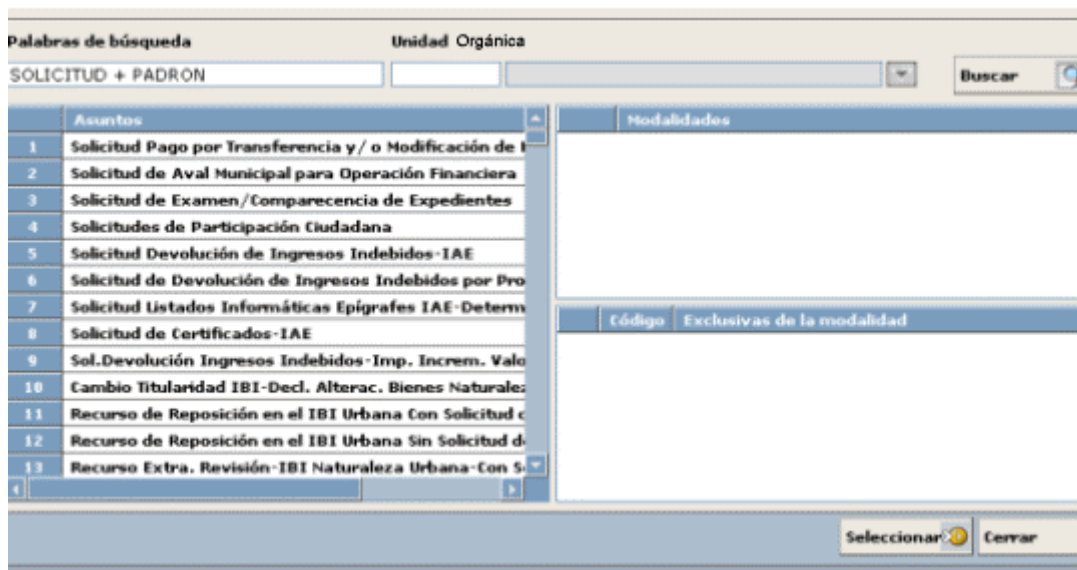 Palabras de búsqueda Unidad Orgánica
SOLICITUD + PADRON
Buscar
Asuntos
1 Solicitud Pago por Transferencia y/ o Modificación de
2 Solicitud de Aval Municipal para Operación Financiera
3 Solicitud de Examen/Comparecencia de Expedientes
4 Solicitudes de Participación Ciudadana
5 Solicitud Devolución de Ingresos Indebidos-IAE
6 Solicitud de Devolución de Ingresos Indebidos por Pro
7 Solicitud Listados Informáticas Epígrafes IAE-Determ
8 Solicitud de Certificados-IAE
9 Sol.Devolución Ingresos Indebidos-Imp. Increm. Valo
10 Cambio Titularidad IBI-Decl. Alterac. Bienes Naturale
11 Recurso de Reposición en el IBI Urbana Con Solicitud
12 Recurso de Reposición en el IBI Urbana Sin Solicitud d
13 Recurso Extra. Revisión-IBI Naturaleza Urbana-Con S
Modalidades
Código Exclusivas de la modalidad
Seleccionar Cerrar